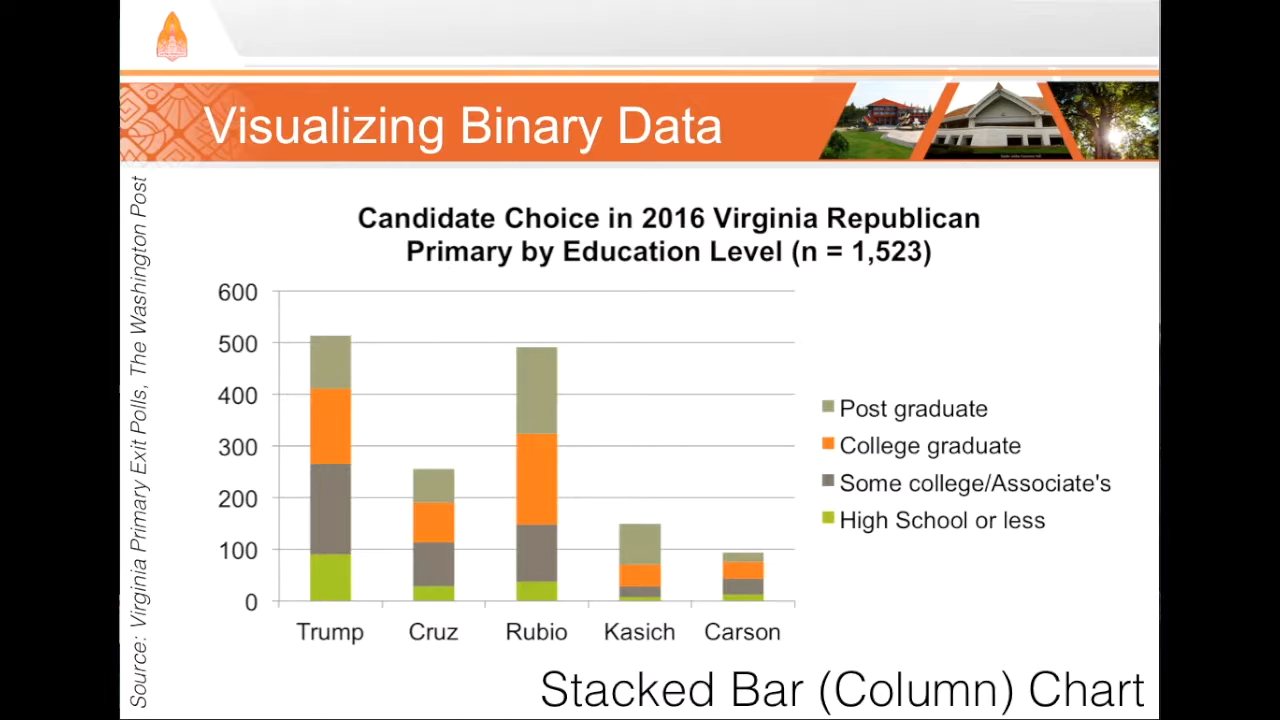 Visualizing Binary Data
Source: Virginia Primary Exit Polls, The Washington Post
Candidate Choice in 2016 Virginia Republican
Primary by Education Level (n = 1,523)
600
500
400
300
200
100
0
Trump
Cruz
Rubio
Kasich
Carson
Post graduate
College graduate
Some college/Associate's
High School or less
Stacked Bar (Column) Chart